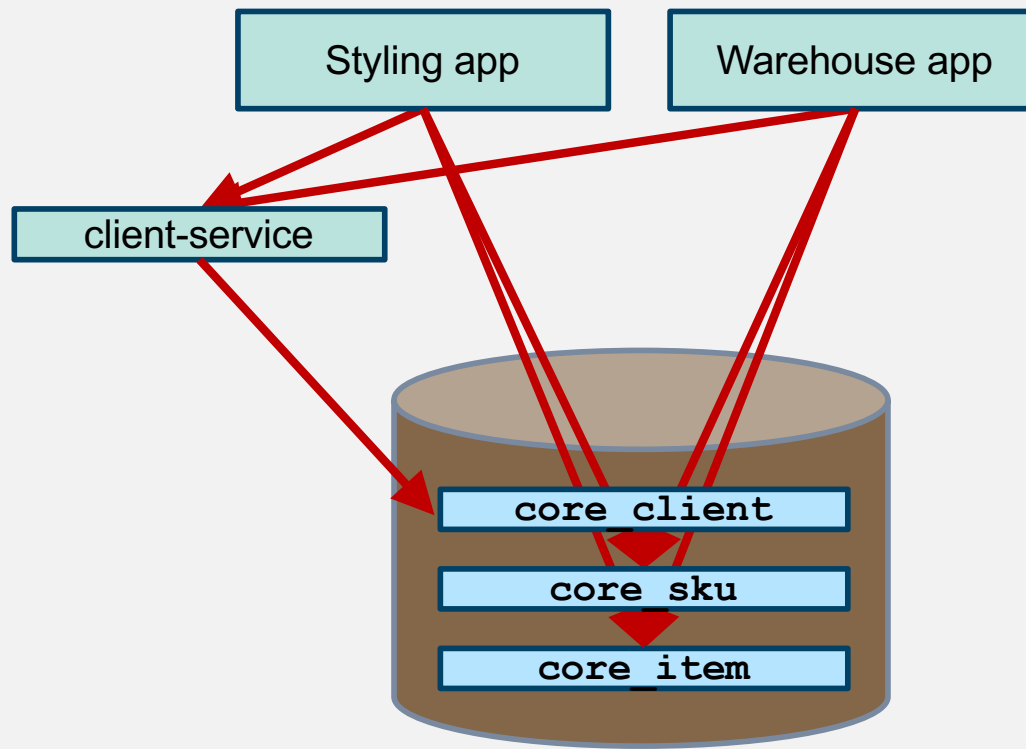 Styling app
Warehouse app
client-service
core_client
core_sku
core_item